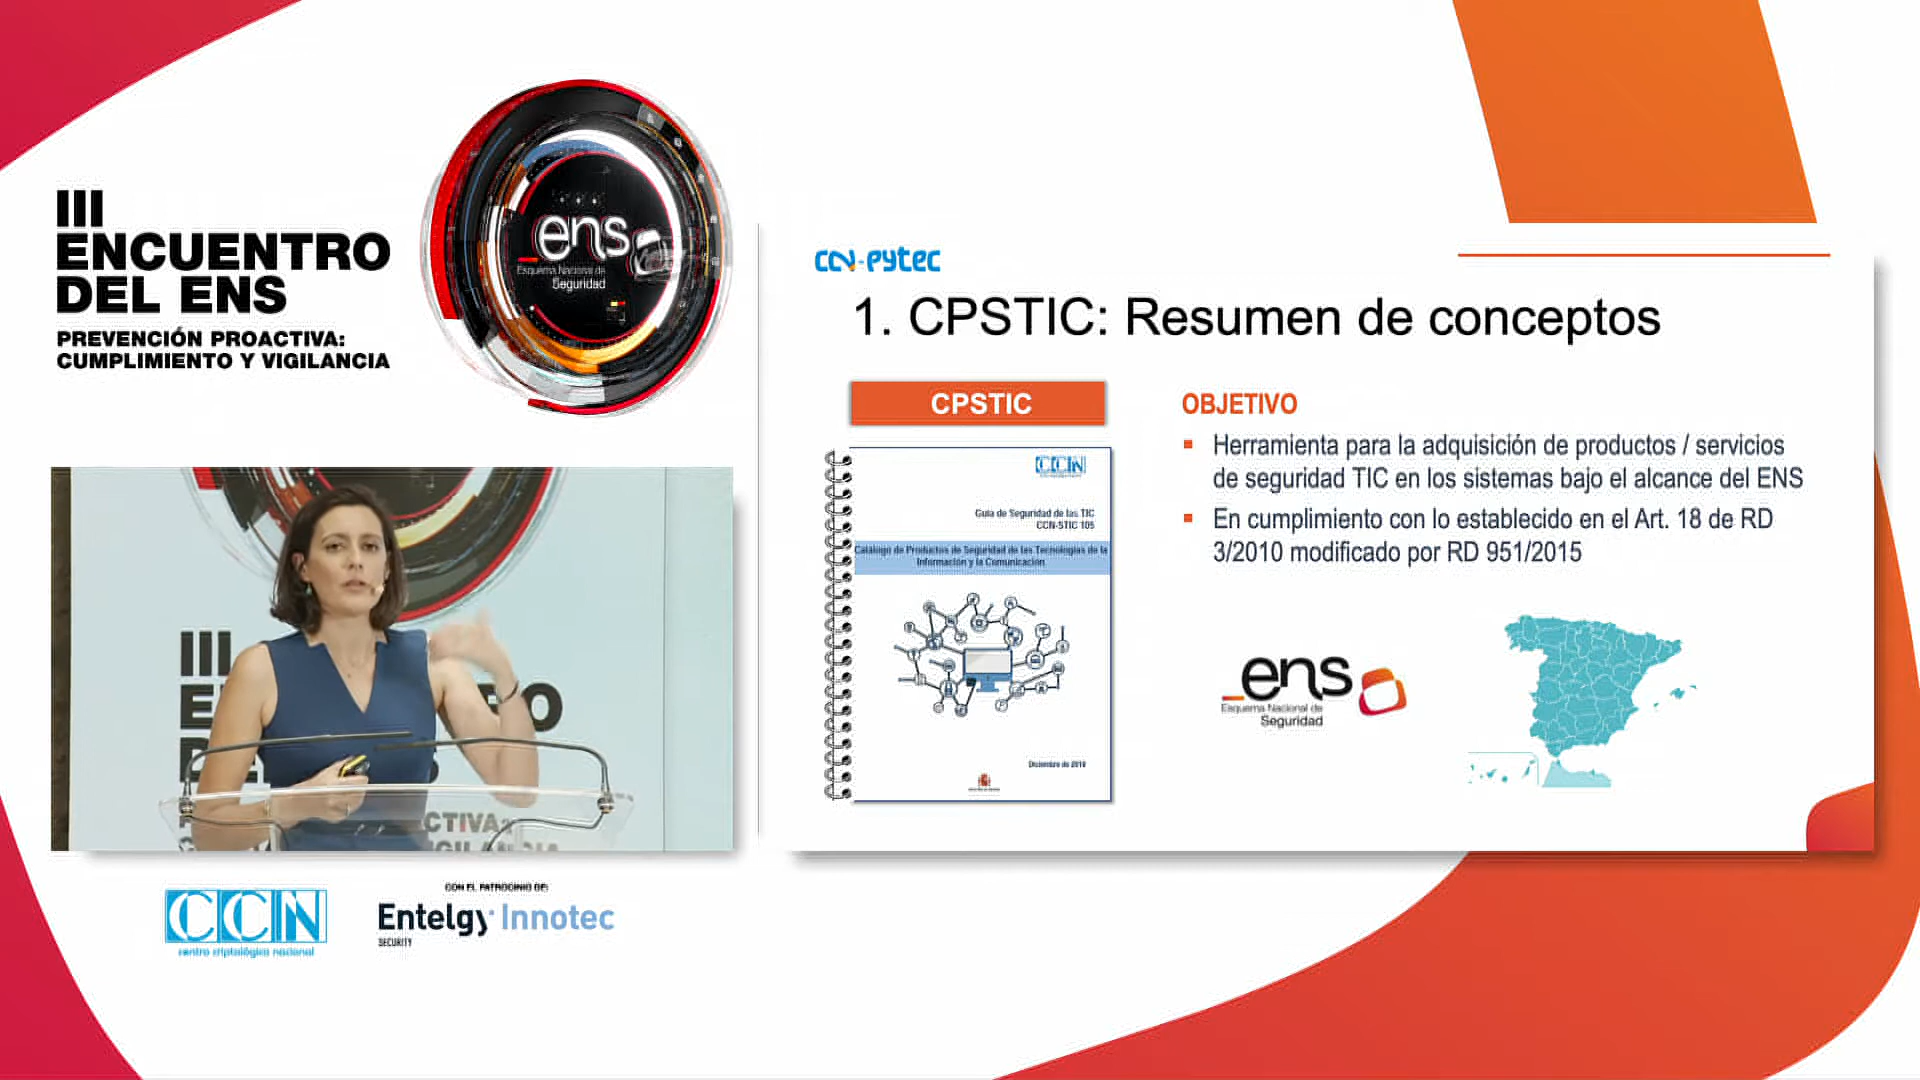 III
ENCUENTRO
DEL ENS
PREVENCIÓN PROACTIVA:
CUMPLIMIENTO Y VIGILANCIA
ens
Esquema Nacional de
Seguridad
III
CTIVA:
CCN
centro criptológico nacional
CON EL PATROCINIO DE:
Entelgy Innotec
SECURITY
CCN-PYTEC
1. CPSTIC: Resumen de conceptos
CPSTIC
CCN
Guía de Seguridad de las TIC
CCN-STIC 105
Catálogo de Productos de Seguridad de las Tecnologías de la
Información y la Comunicación
Diciembre de 2018
OBJETIVO
▪ Herramienta para la adquisición de productos / servicios
de seguridad TIC en los sistemas bajo el alcance del ENS
▪ En cumplimiento con lo establecido en el Art. 18 de RD
3/2010 modificado por RD 951/2015
ens
Esquema Nacional de
Seguridad